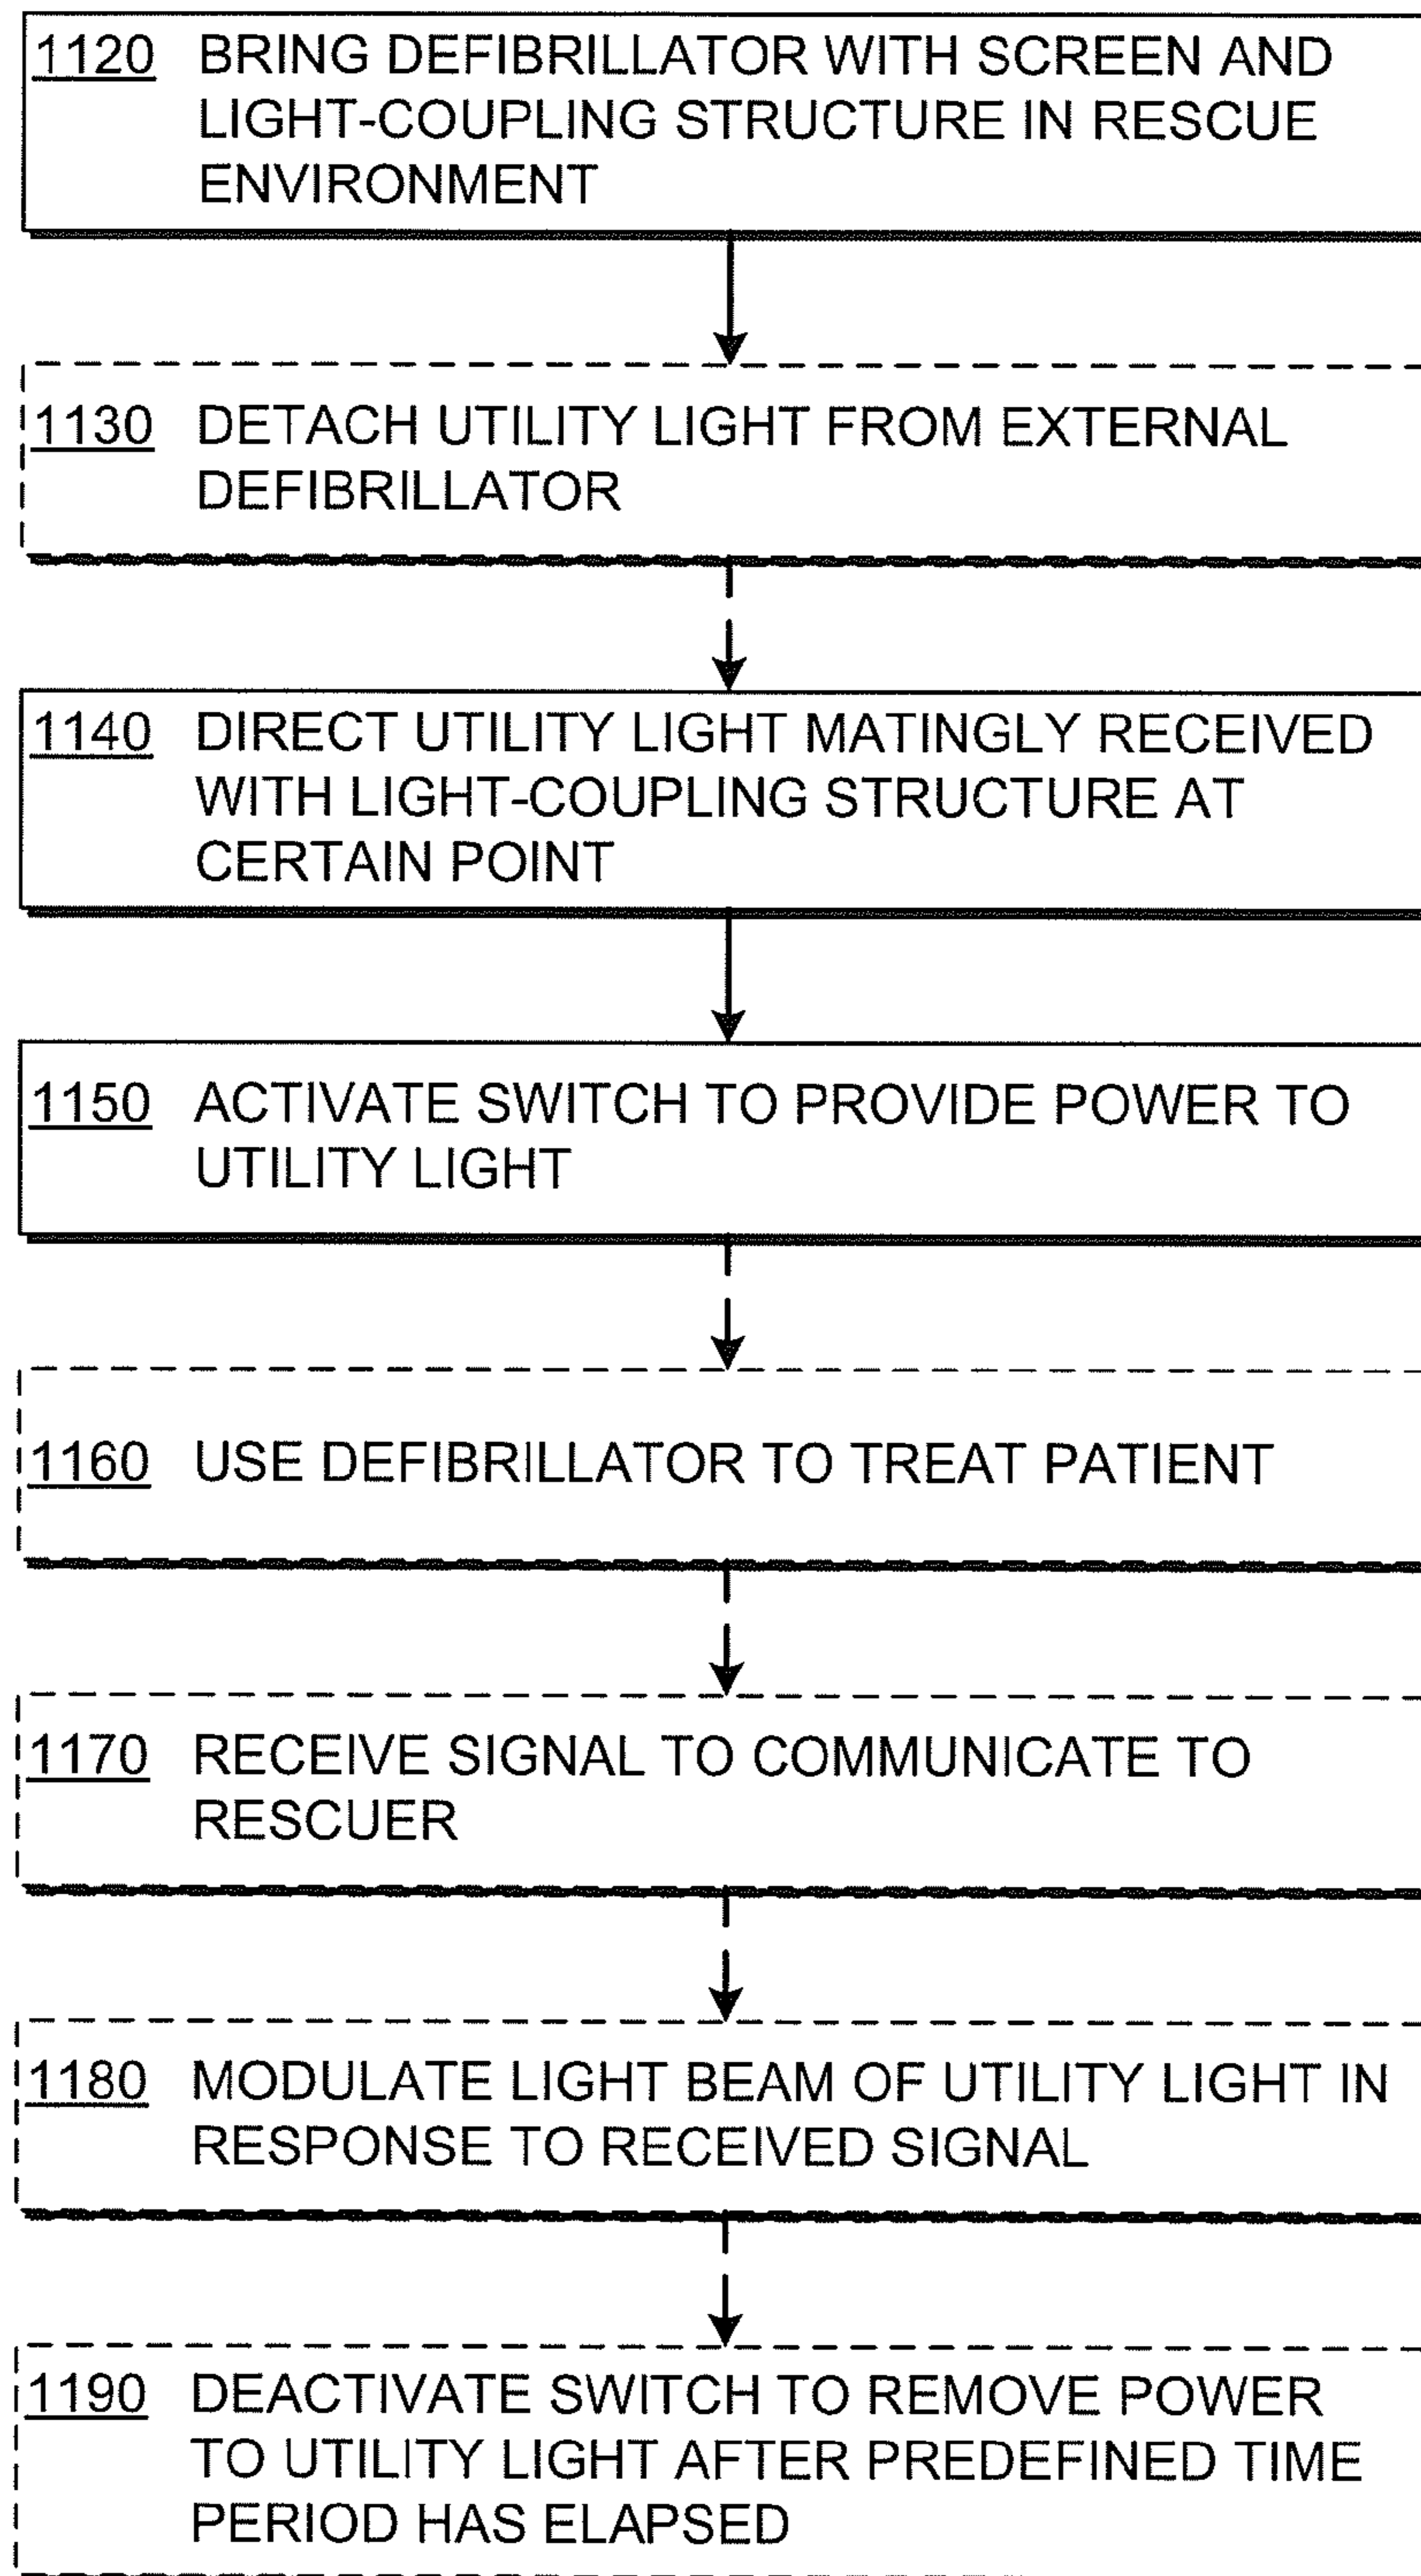 1120 BRING DEFIBRILLATOR WITH SCREEN AND
LIGHT-COUPLING STRUCTURE IN RESCUE
ENVIRONMENT
1130 DETACH UTILITY LIGHT FROM EXTERNAL
DEFIBRILLATOR
1140 DIRECT UTILITY LIGHT MATINGLY RECEIVED
WITH LIGHT-COUPLING STRUCTURE AT
CERTAIN POINT
1150 ACTIVATE SWITCH TO PROVIDE POWER TO
UTILITY LIGHT
1160 USE DEFIBRILLATOR TO TREAT PATIENT
1170 RECEIVE SIGNAL TO COMMUNICATE TO
RESCUER
1180 MODULATE LIGHT BEAM OF UTILITY LIGHT IN
RESPONSE TO RECEIVED SIGNAL
1190 DEACTIVATE SWITCH TO REMOVE POWER
TO UTILITY LIGHT AFTER PREDEFINED TIME
PERIOD HAS ELAPSED